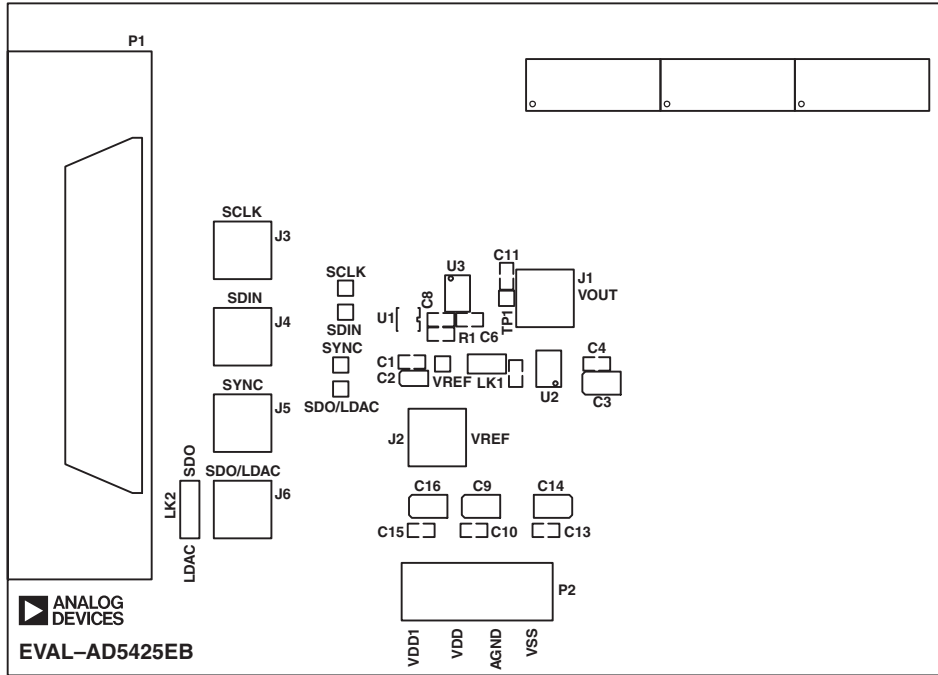 P1
SCLK
J3
SDIN
J4
SYNC
J5
SDO/LDAC
J6
SDO
LK2
LDAC
SCLK
SDIN
SYNC
SDO/LDAC
U3
C8
U1
R1
C6
C11
TP1
J1
VOUT
C1
C2
VREF
LK1
U2
C4
C3
J2
VREF
C16
C9
C14
C15
C10
C13
P2
VDD1
VDD
AGND
VSS
ANALOG
DEVICES
EVAL–AD5425EB